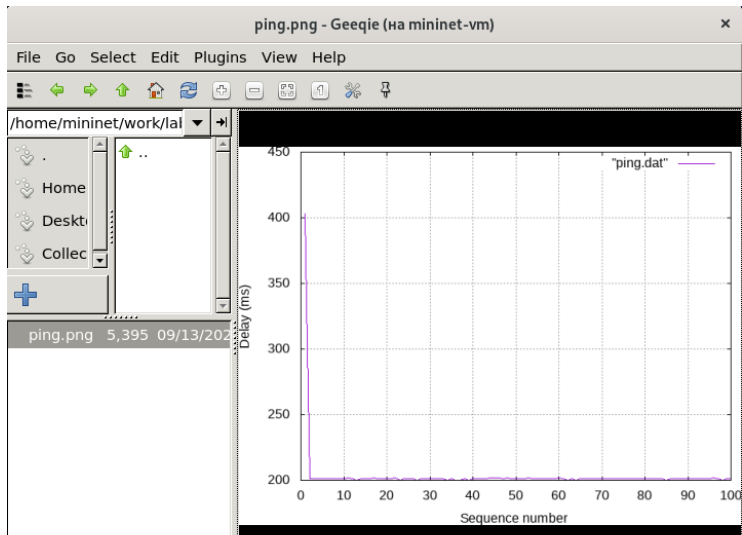 ping.png - Geeqie (на mininet-vm)
File Go Select Edit Plugins View Help
/home/mininet/work/lal
.
Home
Deskt
Collec
..
ping.png 5,395 09/13/202
450
400
350
300
250
200
Delay (ms)
"ping.dat"
0 10 20 30 40 50 60 70 80 90 100
Sequence number